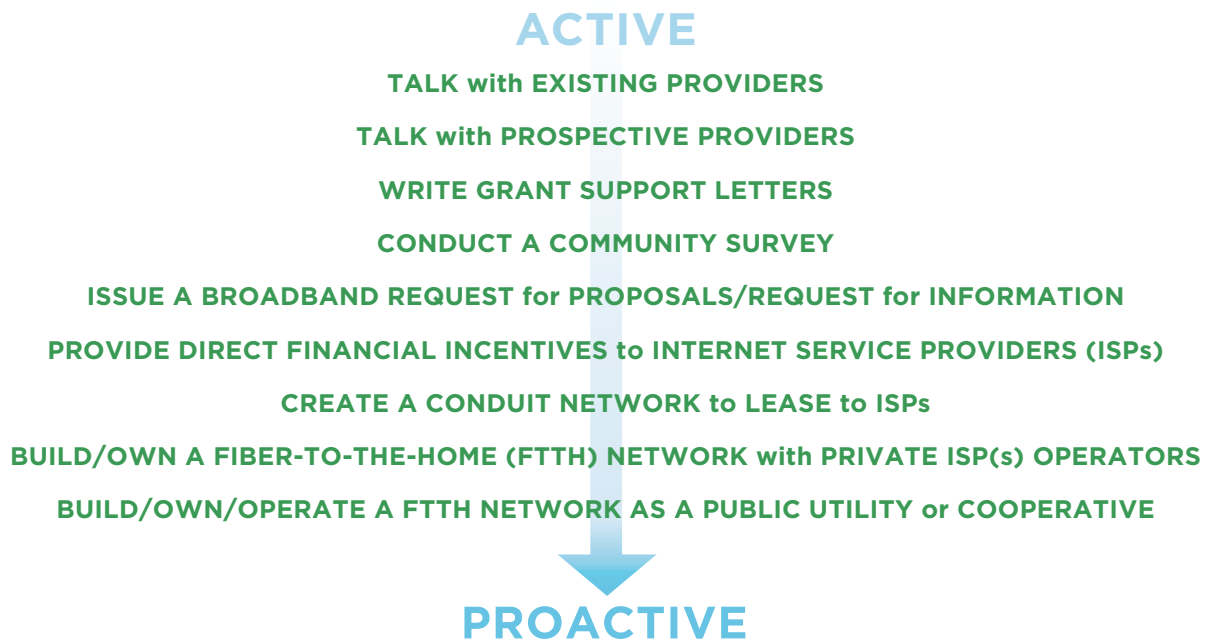 ACTIVE
TALK with EXISTING PROVIDERS
TALK with PROSPECTIVE PROVIDERS
WRITE GRANT SUPPORT LETTERS
CONDUCT A COMMUNITY SURVEY
ISSUE A BROADBAND REQUEST for PROPOSALS/REQUEST for INFORMATION
PROVIDE DIRECT FINANCIAL INCENTIVES to INTERNET SERVICE PROVIDERS (ISPs)
CREATE A CONDUIT NETWORK to LEASE to ISPs
BUILD/OWN A FIBER-TO-THE-HOME (FTTH) NETWORK with PRIVATE ISP(s) OPERATORS
BUILD/OWN/OPERATE A FTTH NETWORK AS A PUBLIC UTILITY or COOPERATIVE
PROACTIVE